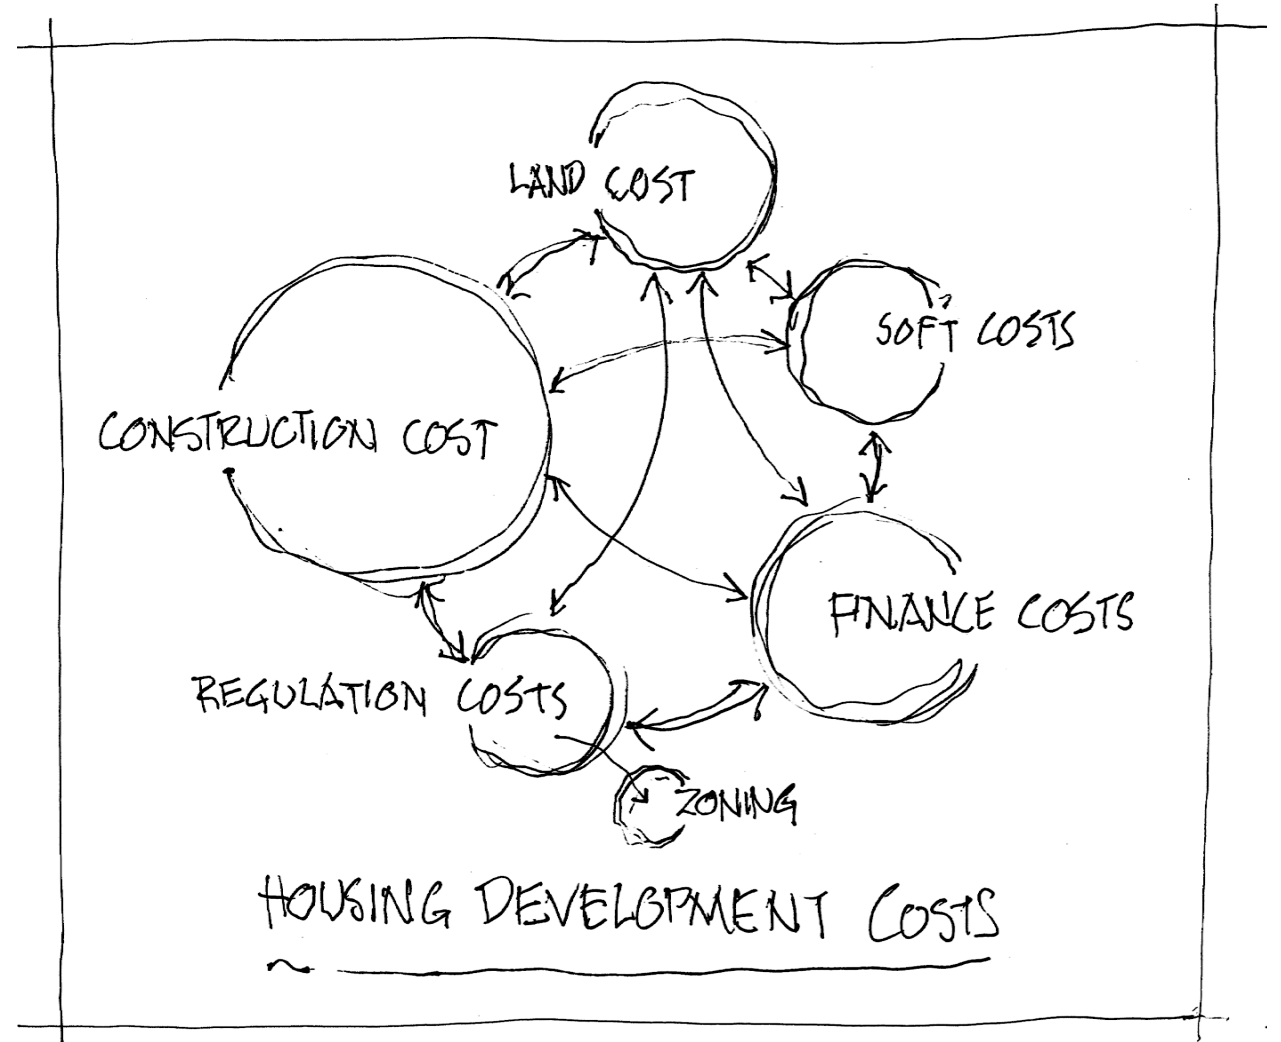 LAND COST
SOFT COSTS
CONSTRUCTION COST
FINANCE COSTS
REGULATION COSTS
ZONING
HOUSING DEVELOPMENT COSTS